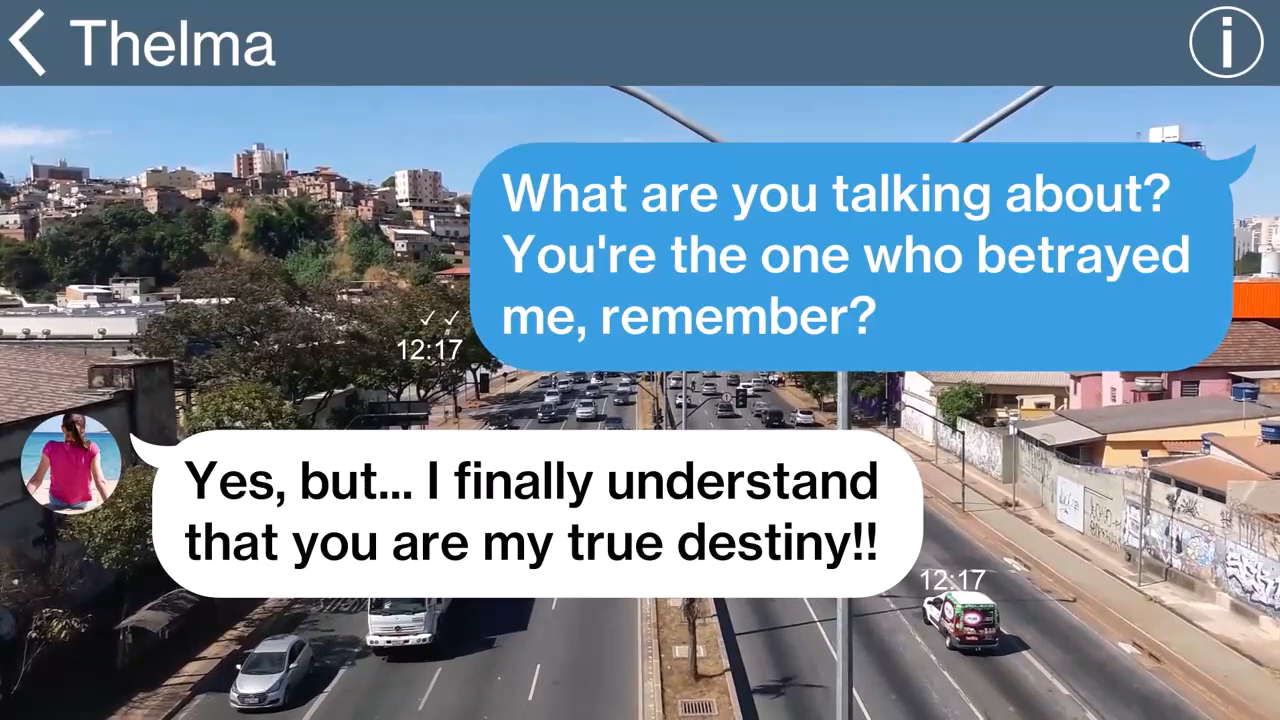 Thelma
i
What are you talking about?
You're the one who betrayed
me, remember?
✓✓
12:17
Yes, but... I finally understand
that you are my true destiny!!
12:17